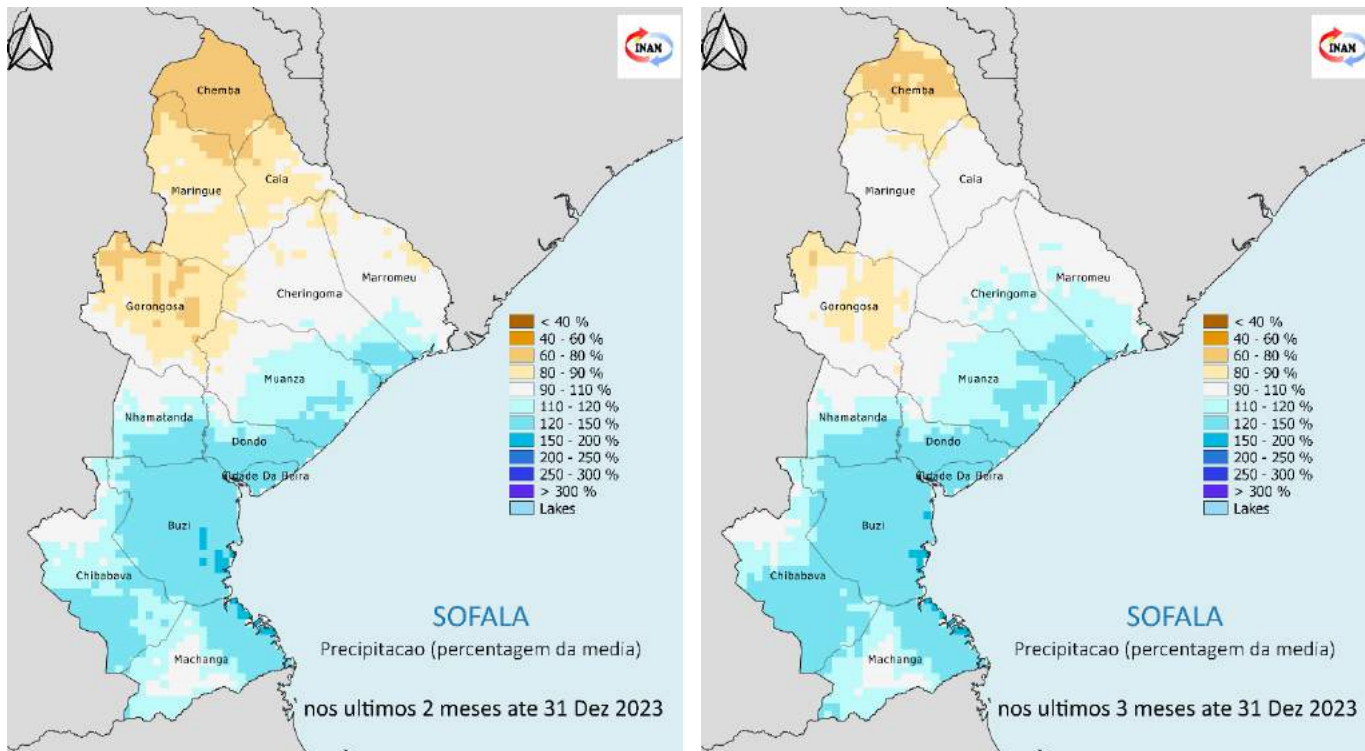 INAM
Chemba
Caia
Maringue
Marromeu
Cheringoma
Gorongosa
< 40 %
40 - 60 %
60 - 80 %
80 - 90 %
90 - 110 %
110 - 120 %
120 - 150 %
150 - 200 %
200 - 250 %
250 - 300 %
> 300 %
Lakes
Muanza
Nhamatanda
Dondo
Cidade Da Beira
Buzi
Chibabava
Machanga
SOFALA
Precipitacao (percentagem da media)
nos ultimos 2 meses ate 31 Dez 2023
INAM
Chemba
Caia
Maringue
Marromeu
Cheringoma
Gorongosa
< 40 %
40 - 60 %
60 - 80 %
80 - 90 %
90 - 110 %
110 - 120 %
120 - 150 %
150 - 200 %
200 - 250 %
250 - 300 %
> 300 %
Lakes
Muanza
Nhamatanda
Dondo
Cidade Da Beira
Buzi
Chibabava
Machanga
SOFALA
Precipitacao (percentagem da media)
nos ultimos 3 meses ate 31 Dez 2023